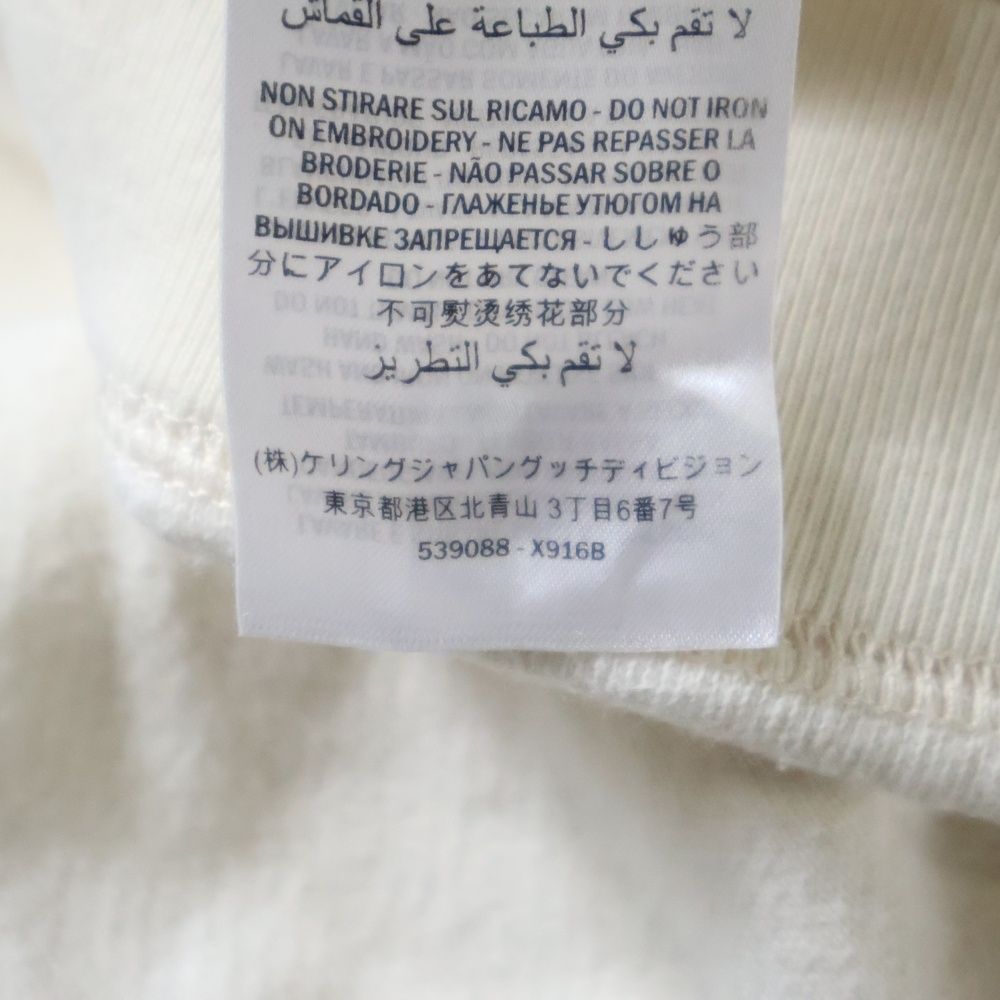 لا تقم بكي الطباعة على القماش
NON STIRARE SUL RICAMO - DO NOT IRON
ON EMBROIDERY - NE PAS REPASSER LA
BRODERIE - NÃO PASSAR SOBRE O
BORDADO - ГЛАЖЕНЬЕ УТЮГОМ НА
ВЫШИВКЕ ЗАПРЕЩАЕТСЯ - ししゅう部
分にアイロンをあてないでください
不可熨烫绣花部分
لا تقم بكي التطريز
(株)ケリングジャパングッチディビジョン
東京都港区北青山 3丁目6番7号
539088 - X916B